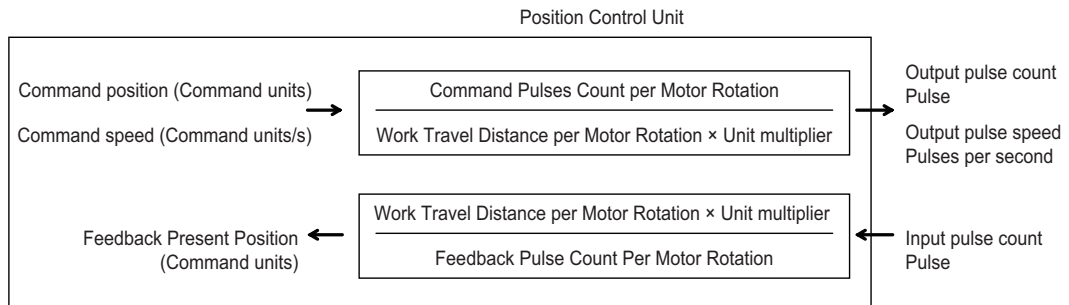 Position Control Unit
Command position (Command units)
Command speed (Command units/s)
Command Pulses Count per Motor Rotation
Work Travel Distance per Motor Rotation × Unit multiplier
Output pulse count
Pulse
Output pulse speed
Pulses per second
Feedback Present Position
(Command units)
Work Travel Distance per Motor Rotation × Unit multiplier
Feedback Pulse Count Per Motor Rotation
Input pulse count
Pulse